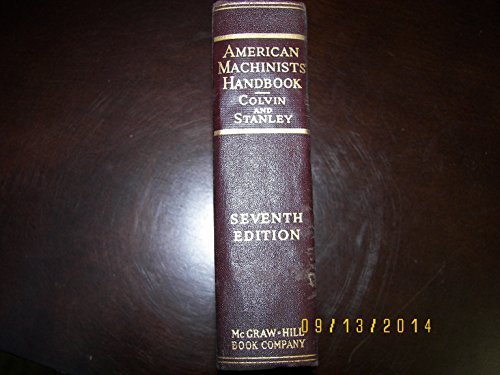 AMERICAN
MACHINISTS'
HANDBOOK
COLVIN
AND
STANLEY
SEVENTH
EDITION
MCGRAW-HILL
BOOK COMPANY
09/13/2014